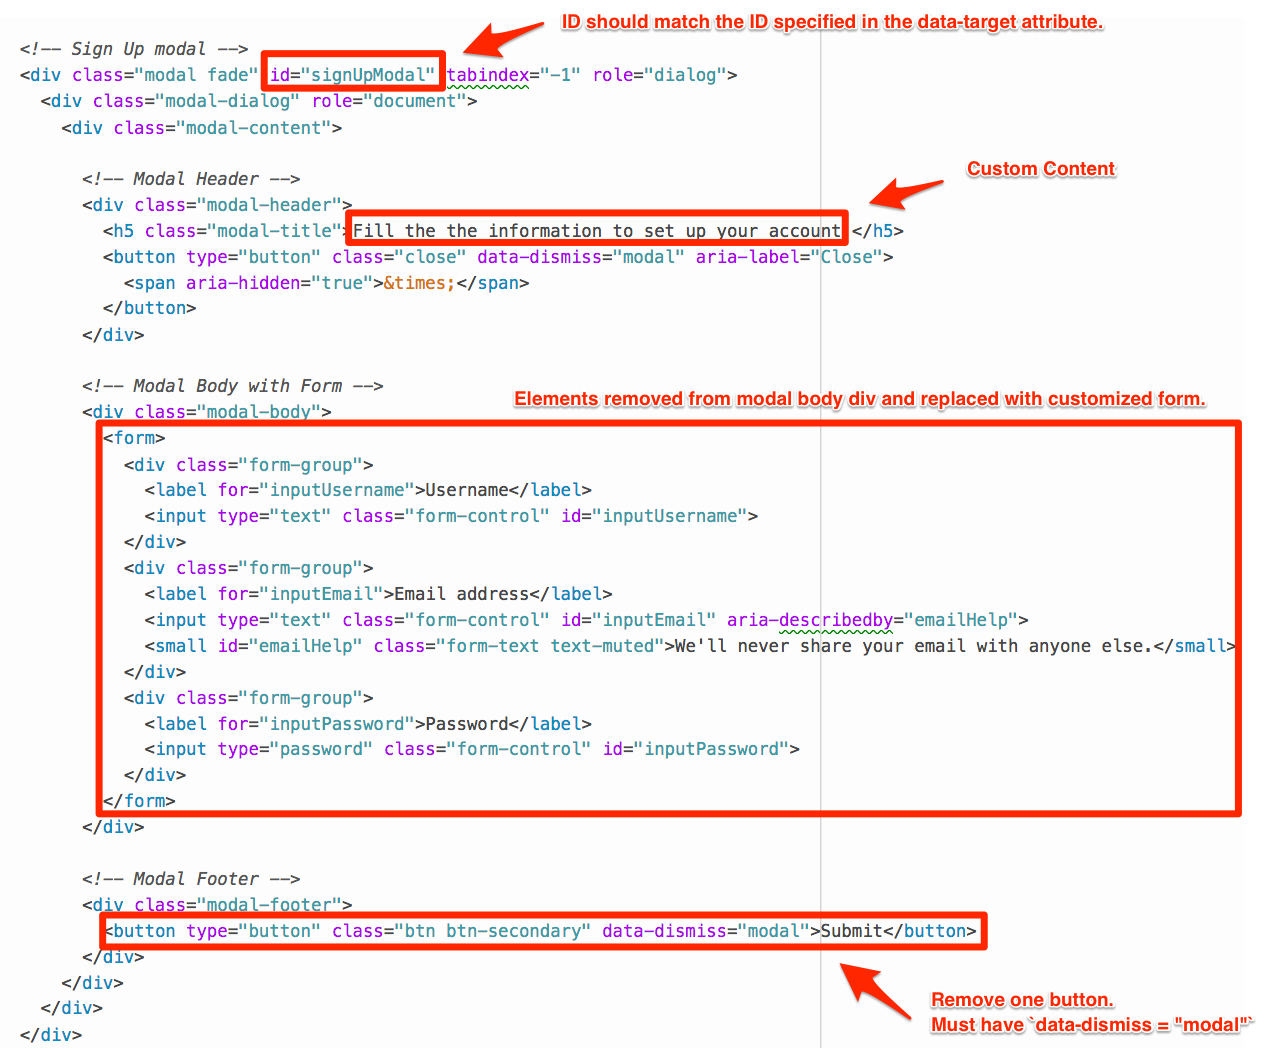 ID should match the ID specified in the data-target attribute.
<!-- Sign Up modal -->
<div class="modal fade" id="signUpModal" tabindex="-1" role="dialog">
<div class="modal-dialog" role="document">
<div class="modal-content">
Custom Content
<!-- Modal Header -->
<div class="modal-header">
<h5 class="modal-title">Fill the the information to set up your account </h5>
<button type="button" class="close" data-dismiss="modal" aria-label="Close">
<span aria-hidden="true">&times;</span>
</button>
</div>
<!-- Modal Body with Form -->
Elements removed from modal body div and replaced with customized form.
<div class="modal-body">
<form>
<div class="form-group">
<label for="inputUsername">Username</label>
<input type="text" class="form-control" id="inputUsername">
</div>
<div class="form-group">
<label for="inputEmail">Email address</label>
<input type="text" class="form-control" id="inputEmail" aria-describedby="emailHelp">
<small id="emailHelp" class="form-text text-muted">We'll never share your email with anyone else.</small>
</div>
<div class="form-group">
<label for="inputPassword">Password</label>
<input type="password" class="form-control" id="inputPassword">
</div>
</form>
</div>
<!-- Modal Footer -->
<div class="modal-footer">
<button type="button" class="btn btn-secondary" data-dismiss="modal">Submit</button>
</div>
</div>
</div>
</div>
Remove one button.
Must have `data-dismiss = "modal"`